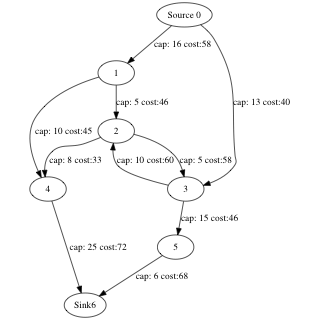 Source 0
cap: 16 cost:58
1
cap: 5 cost:46
cap: 13 cost:40
cap: 10 cost:45
2
cap: 8 cost:33
cap: 10 cost:60
cap: 5 cost:58
4
3
cap: 15 cost:46
cap: 25 cost:72
5
cap: 6 cost:68
Sink6